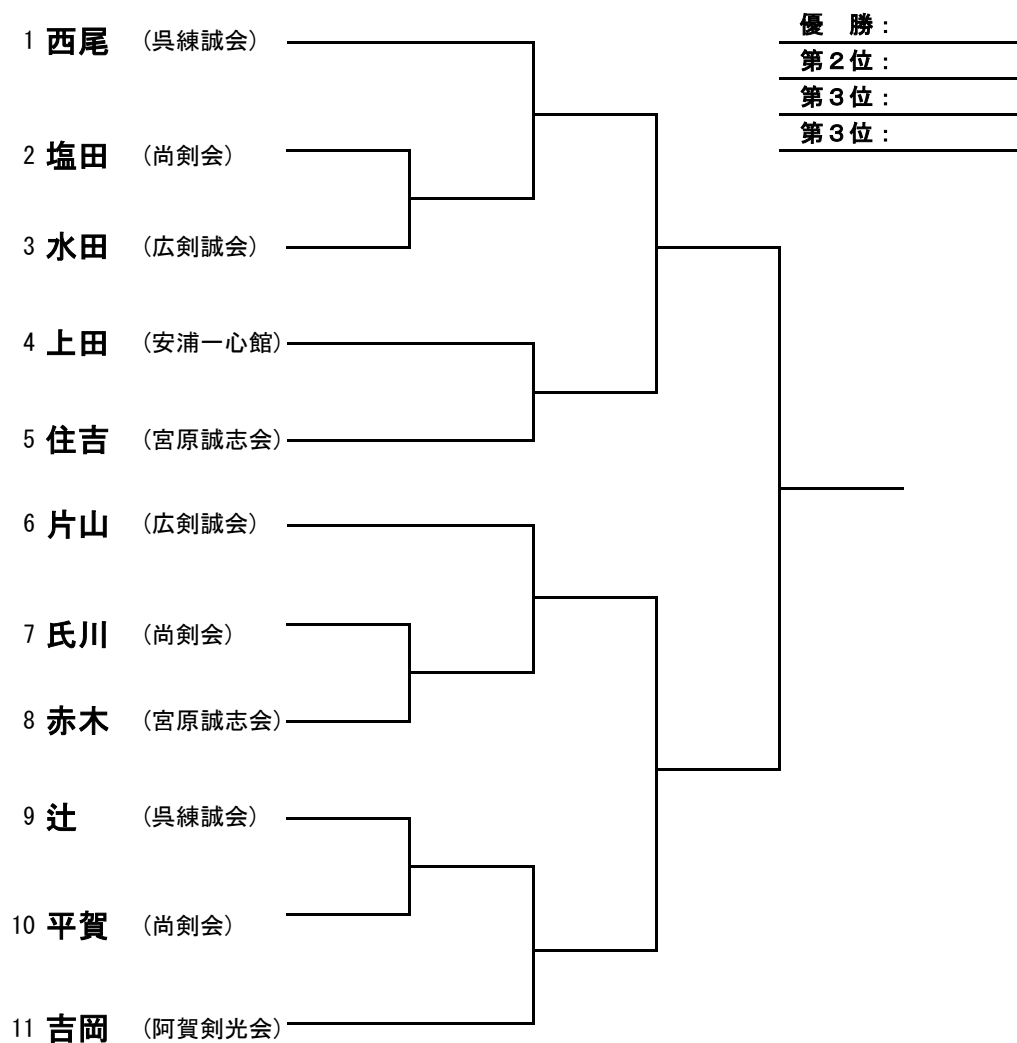 優　勝：
第２位：
第３位：
第３位：
1 西尾 （呉練誠会）
2 塩田 （尚剣会）
3 水田 （広剣誠会）
4 上田 （安浦一心館）
5 住吉 （宮原誠志会）
6 片山 （広剣誠会）
7 氏川 （尚剣会）
8 赤木 （宮原誠志会）
9 辻 （呉練誠会）
10 平賀 （尚剣会）
11 吉岡 （阿賀剣光会）